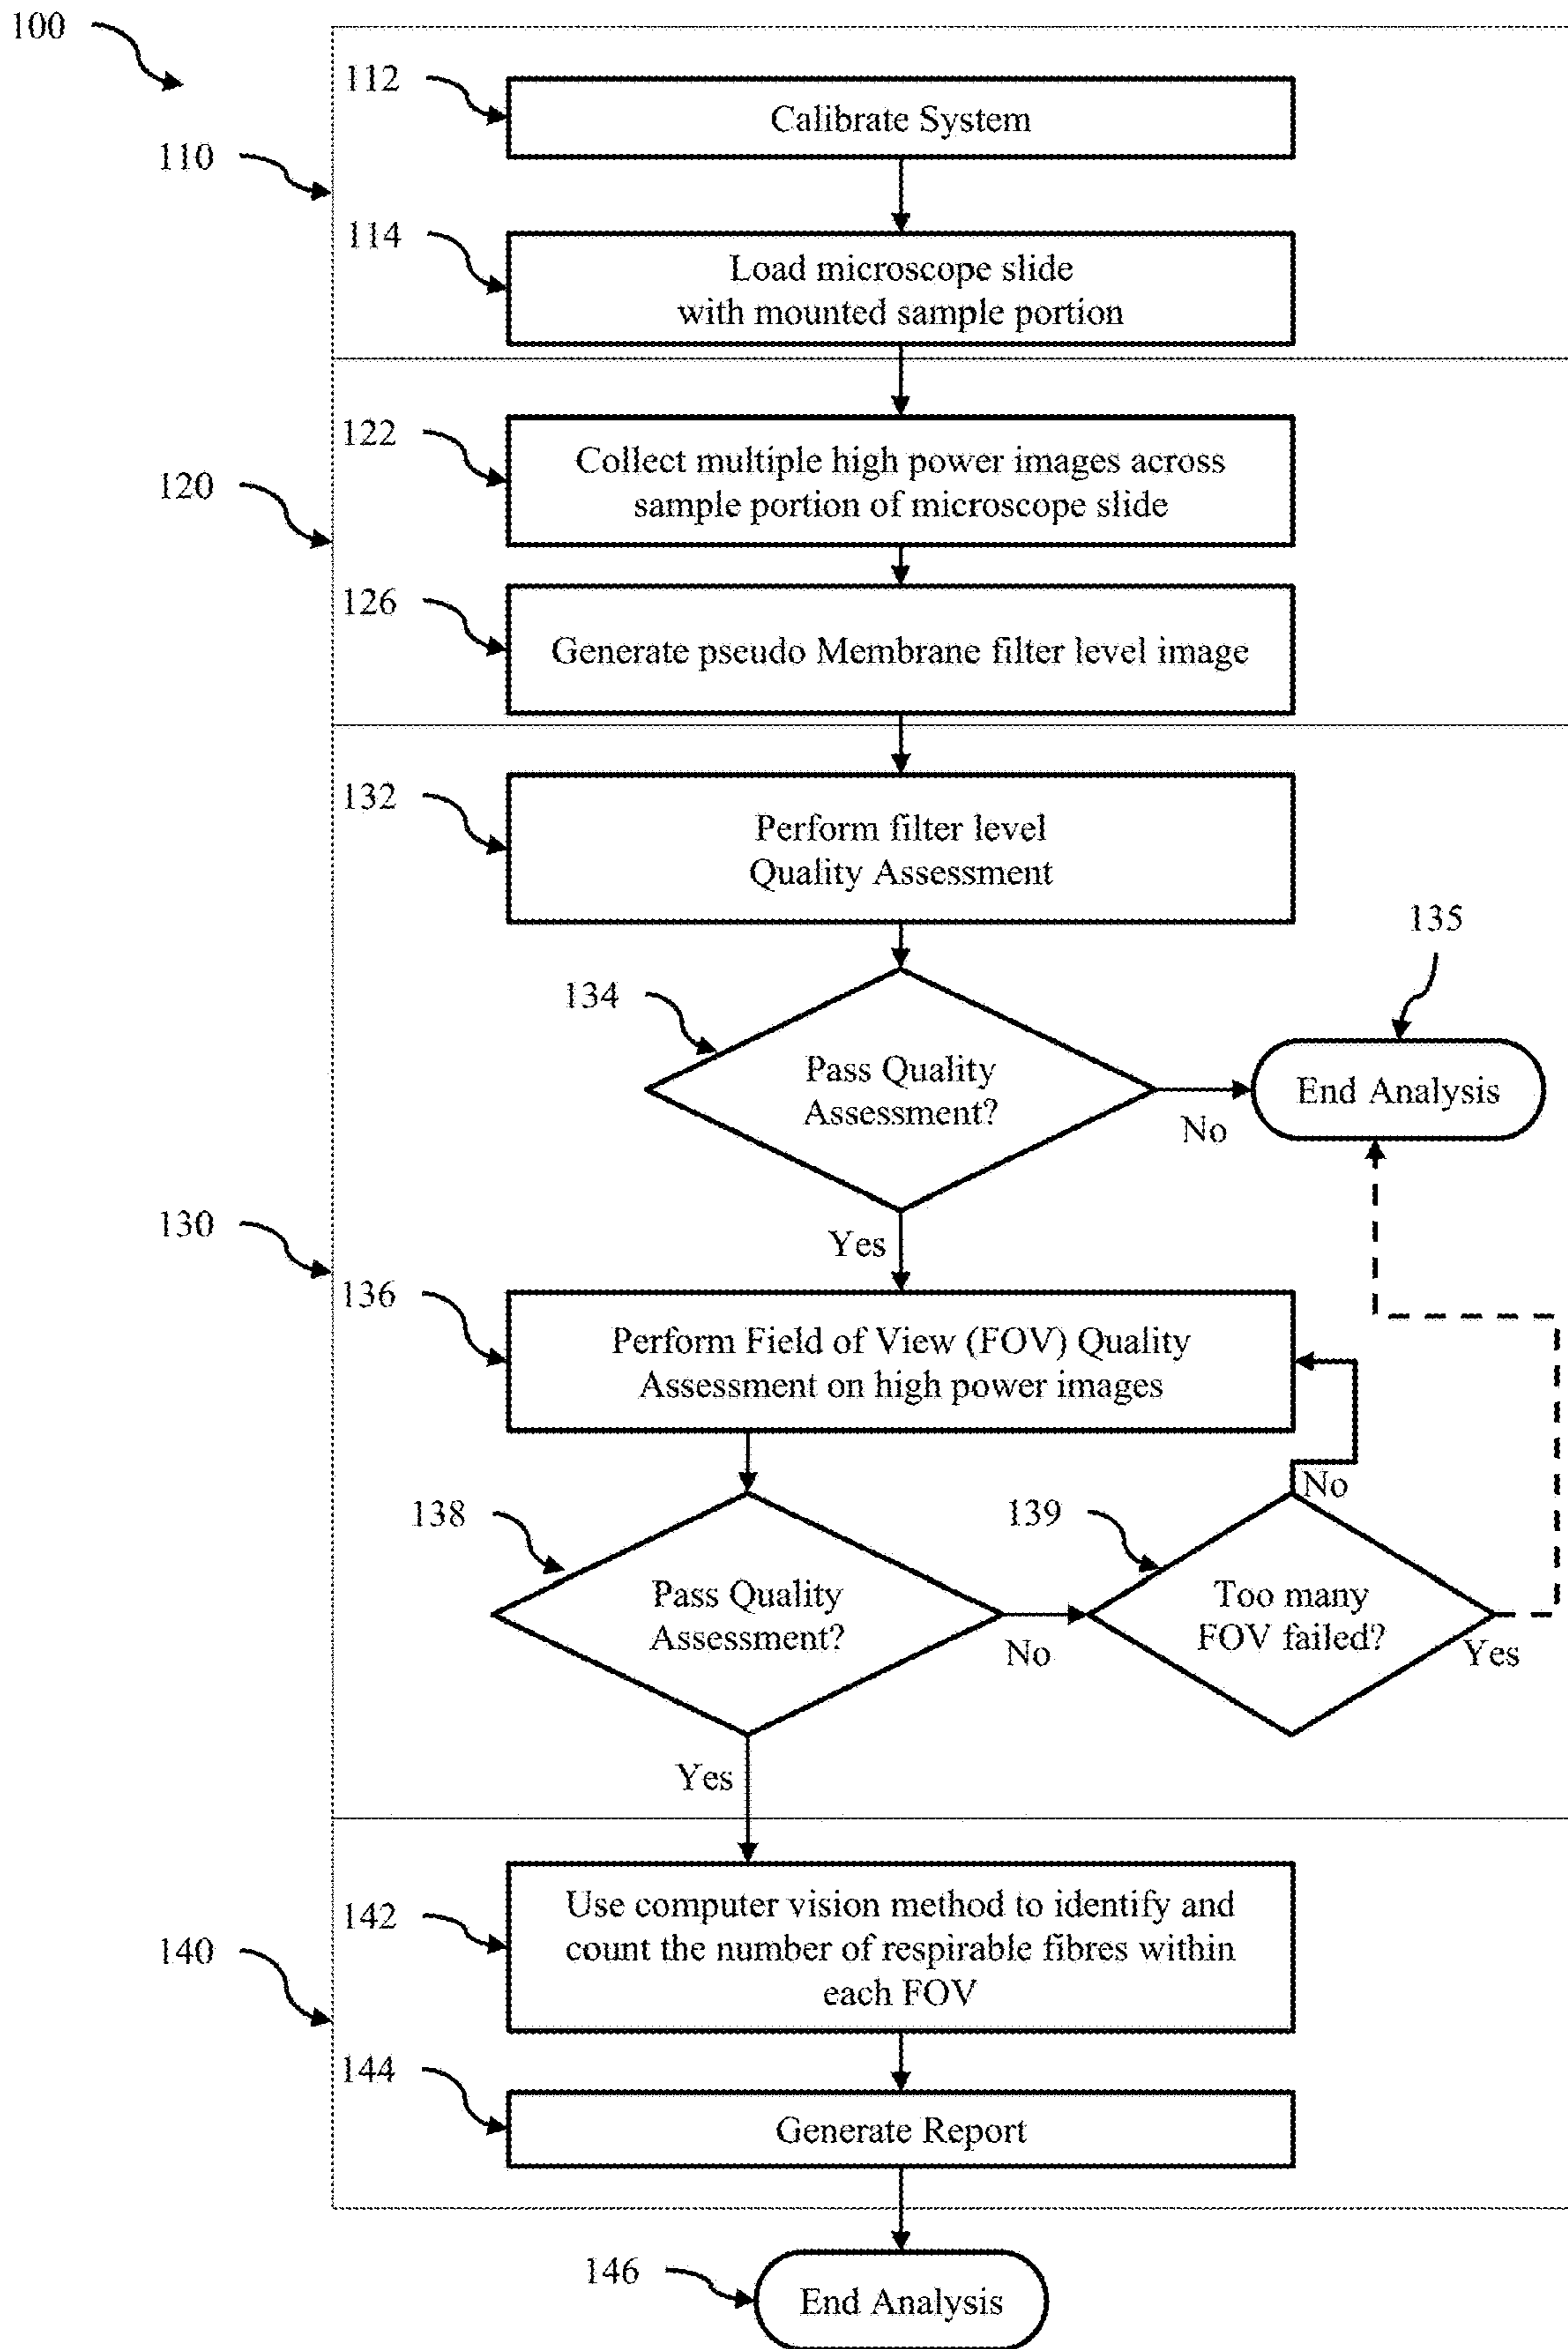 100
112
Calibrate System
110
114
Load microscope slide
with mounted sample portion
122
Collect multiple high power images across
sample portion of microscope slide
120
126
Generate pseudo Membrane filter level image
132
Perform filter level
Quality Assessment
135
134
Pass Quality
Assessment?
End Analysis
No
Yes
130
136
Perform Field of View (FOV) Quality
Assessment on high power images
No
138
139
Pass Quality
Assessment?
Too many
FOV failed?
No
Yes
Yes
142
Use computer vision method to identify and
count the number of respirable fibres within
each FOV
140
144
Generate Report
146
End Analysis